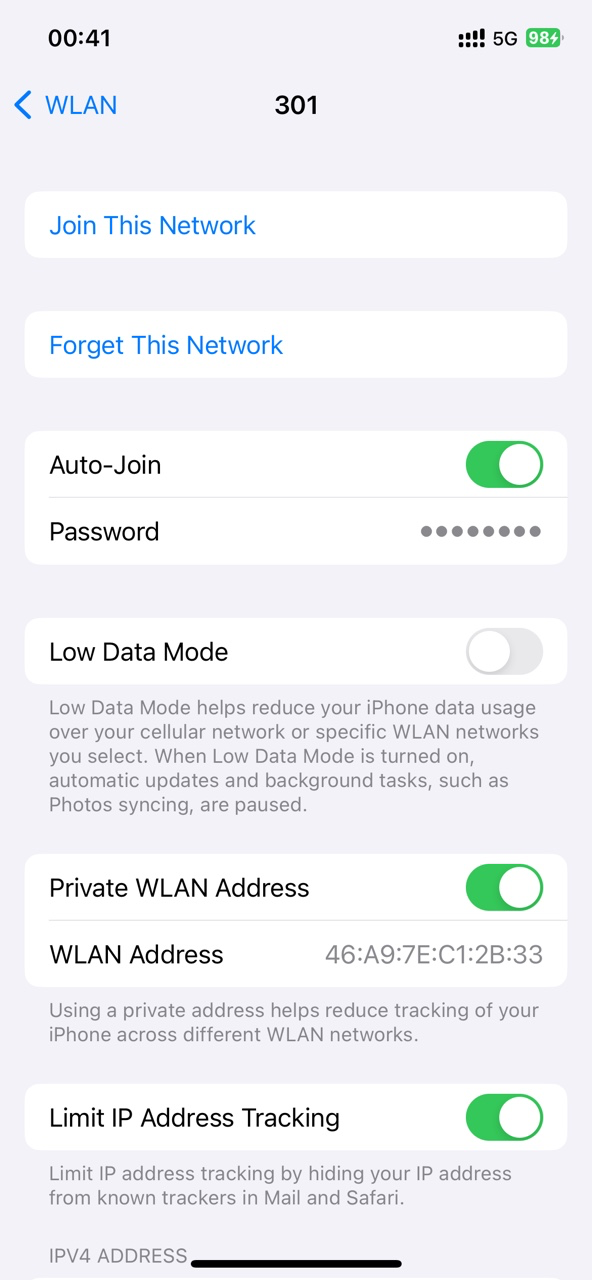 00:41
5G 98
WLAN
301
Join This Network
Forget This Network
Auto-Join
Password ••••••••
Low Data Mode
Low Data Mode helps reduce your iPhone data usage
over your cellular network or specific WLAN networks
you select. When Low Data Mode is turned on,
automatic updates and background tasks, such as
Photos syncing, are paused.
Private WLAN Address
WLAN Address 46:A9:7E:C1:2B:33
Using a private address helps reduce tracking of your
iPhone across different WLAN networks.
Limit IP Address Tracking
Limit IP address tracking by hiding your IP address
from known trackers in Mail and Safari.
IPV4 ADDRESS